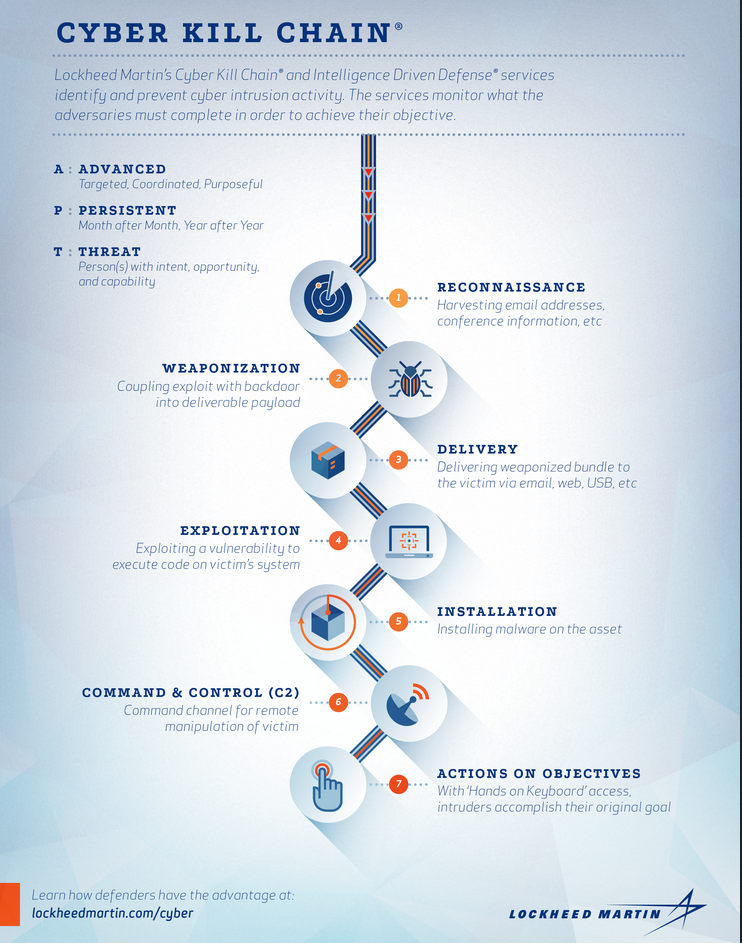 CYBER KILL CHAIN®
Lockheed Martin's Cyber Kill Chain® and Intelligence Driven Defense® services
identify and prevent cyber intrusion activity. The services monitor what the
adversaries must complete in order to achieve their objective.
A : ADVANCED
Targeted, Coordinated, Purposeful
P : PERSISTENT
Month after Month, Year after Year
T : THREAT
Person(s) with intent, opportunity,
and capability
1
RECONNAISSANCE
Harvesting email addresses,
conference information, etc
WEAPONIZATION
2
Coupling exploit with backdoor
into deliverable payload
3
DELIVERY
Delivering weaponized bundle to
the victim via email, web, USB, etc
EXPLOITATION
4
Exploiting a vulnerability to
execute code on victim's system
5
INSTALLATION
Installing malware on the asset
COMMAND & CONTROL (C2)
6
Command channel for remote
manipulation of victim
7
ACTIONS ON OBJECTIVES
With 'Hands on Keyboard' access,
intruders accomplish their original goal
Learn how defenders have the advantage at:
lockheedmartin.com/cyber
LOCKHEED MARTIN